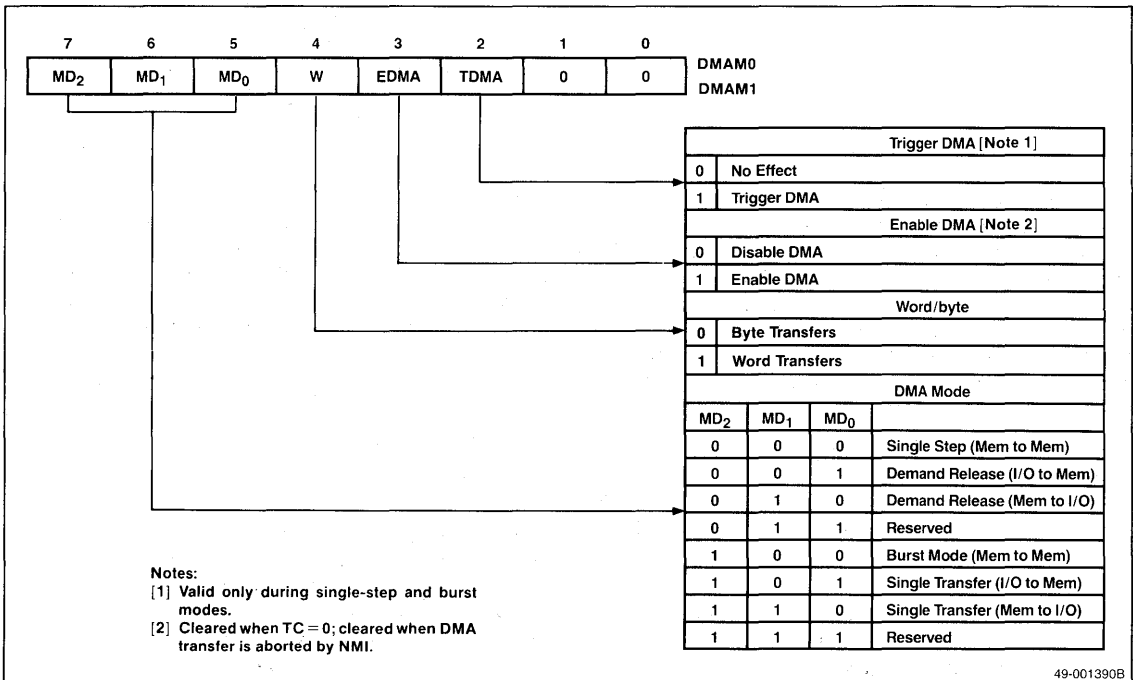 7 6 5 4 3 2 1 0
MD2 MD1 MD0 W EDMA TDMA 0 0
DMAM0
DMAM1
Trigger DMA [Note 1]
0 No Effect
1 Trigger DMA
Enable DMA [Note 2]
0 Disable DMA
1 Enable DMA
Word/byte
0 Byte Transfers
1 Word Transfers
DMA Mode
MD2 MD1 MD0
0 0 0 Single Step (Mem to Mem)
0 0 1 Demand Release (I/O to Mem)
0 1 0 Demand Release (Mem to I/O)
0 1 1 Reserved
1 0 0 Burst Mode (Mem to Mem)
1 0 1 Single Transfer (I/O to Mem)
1 1 0 Single Transfer (Mem to I/O)
1 1 1 Reserved
Notes:
[1] Valid only during single-step and burst
modes.
[2] Cleared when TC = 0; cleared when DMA
transfer is aborted by NMI.
49-001390B